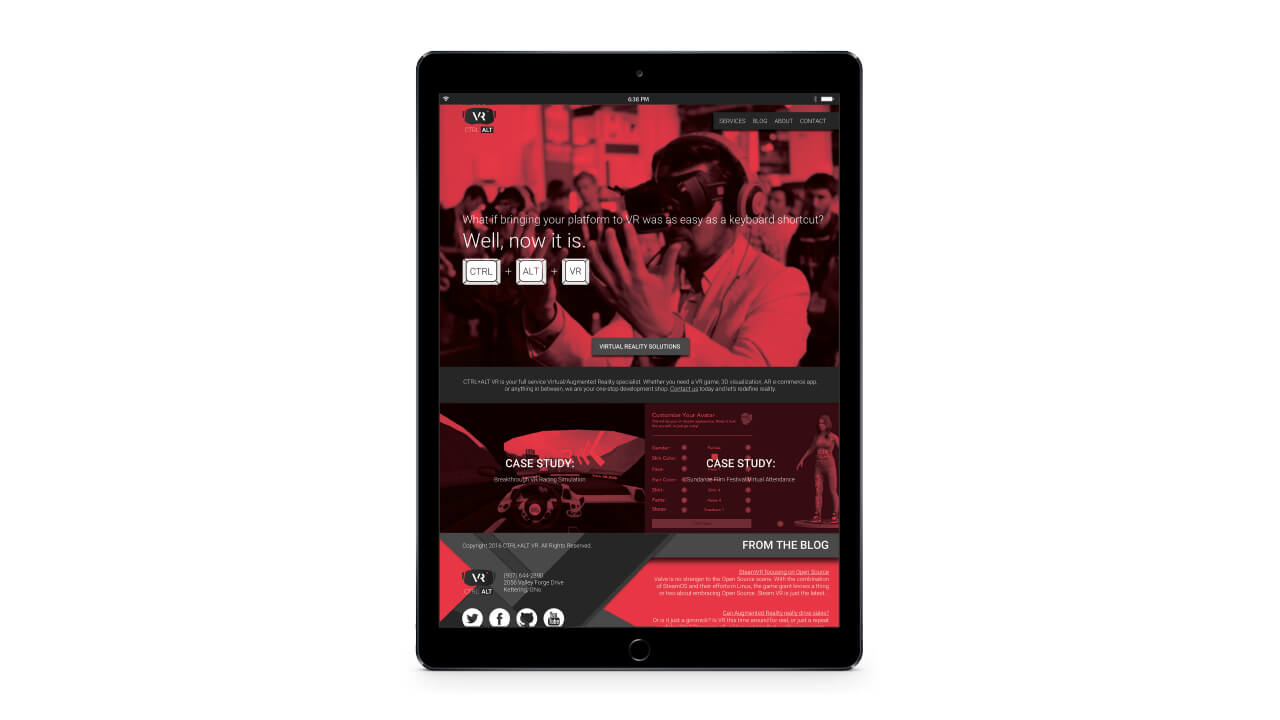 6:36 PM
VR
CTRL ALT
SERVICES BLOG ABOUT CONTACT
What if bringing your platform to VR was as easy as a keyboard shortcut?
Well, now it is.
CTRL + ALT + VR
VIRTUAL REALITY SOLUTIONS
CTRL+ALT VR is your full service Virtual/Augmented Reality specialist. Whether you need a VR game, 3D visualization, AR e-commerce app,
or anything in between, we are your one-stop development shop. Contact us today and let's redefine reality.
CASE STUDY:
Breakthrough VR Racing Simulation
Customize Your Avatar
Gender:
Skin Color:
Face:
Hair Color:
Shirt:
Pants:
Shoes:
CASE STUDY:
Sundance Film Festival Virtual Attendance
Copyright 2016 CTRL+ALT VR. All Rights Reserved.
VR
CTRL ALT
(937) 644-2890
2056 Valley Forge Drive
Kettering, Ohio
You
Tube
FROM THE BLOG
SteamVR focusing on Open Source
Valve is no stranger to the Open Source scene. With the combination
of SteamOS and their efforts in Linux, the game giant knows a thing
or two about embracing Open Source. Steam VR is just the latest...
Can Augmented Reality really drive sales?
Or is it just a gimmick? Is VR this time around for real, or just a repeat